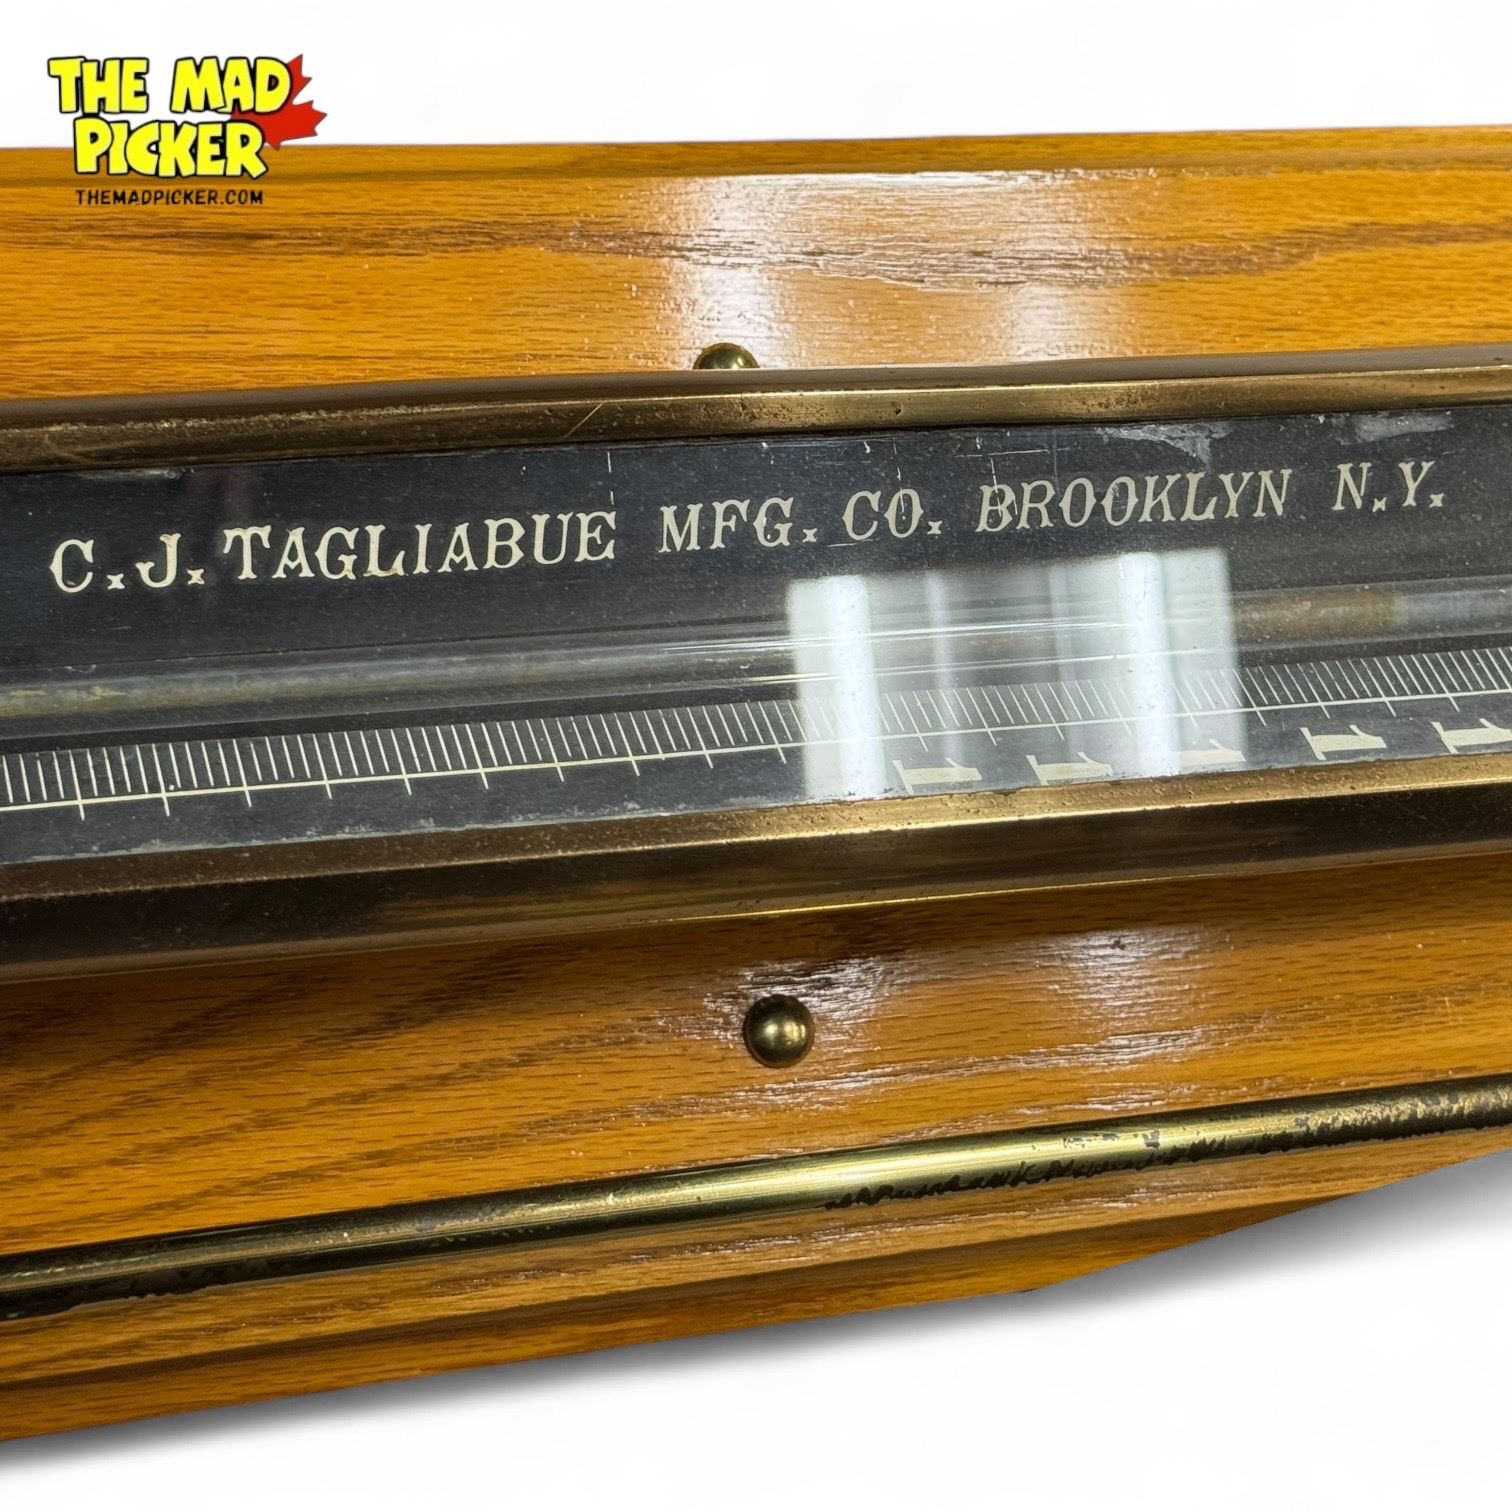 THE MAD
PICKER
THEMADPICKER.COM
C.J. TAGLIABUE MFG. CO. BROOKLYN N.Y.